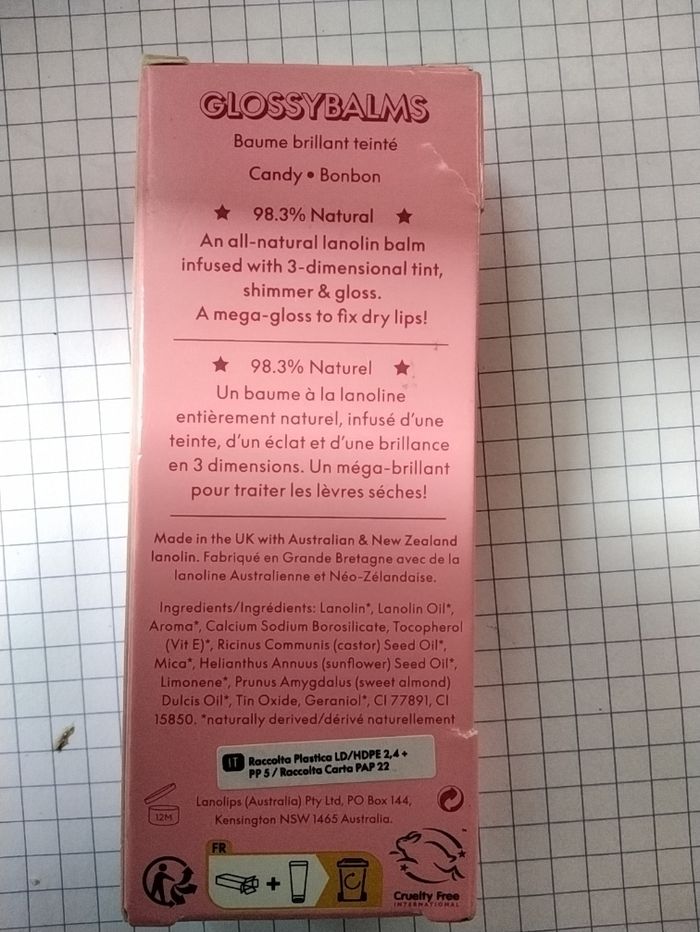 GLOSSYBALMS
Baume brillant teinté
Candy • Bonbon
★ 98.3% Natural ★
An all-natural lanolin balm
infused with 3-dimensional tint,
shimmer & gloss.
A mega-gloss to fix dry lips!
★ 98.3% Naturel ★
Un baume à la lanoline
entièrement naturel, infusé d'une
teinte, d'un éclat et d'une brillance
en 3 dimensions. Un méga-brillant
pour traiter les lèvres séches!
Made in the UK with Australian & New Zealand
lanolin. Fabriqué en Grande Bretagne avec de la
lanoline Australienne et Néo-Zélandaise.
Ingredients/Ingrédients: Lanolin*, Lanolin Oil*,
Aroma*, Calcium Sodium Borosilicate, Tocopherol
(Vit E)*, Ricinus Communis (castor) Seed Oil*,
Mica*, Helianthus Annuus (sunflower) Seed Oil*,
Limonene*, Prunus Amygdalus (sweet almond)
Dulcis Oil*, Tin Oxide, Geraniol*, CI 77891, CI
15850. *naturally derived/dérivé naturellement
IT Raccolta Plastica LD/HDPE 2,4 +
PP 5 / Raccolta Carta PAP 22
12M
Lanolips (Australia) Pty Ltd, PO Box 144,
Kensington NSW 1465 Australia.
FR
+
Cruelty Free
INTERNATIONAL